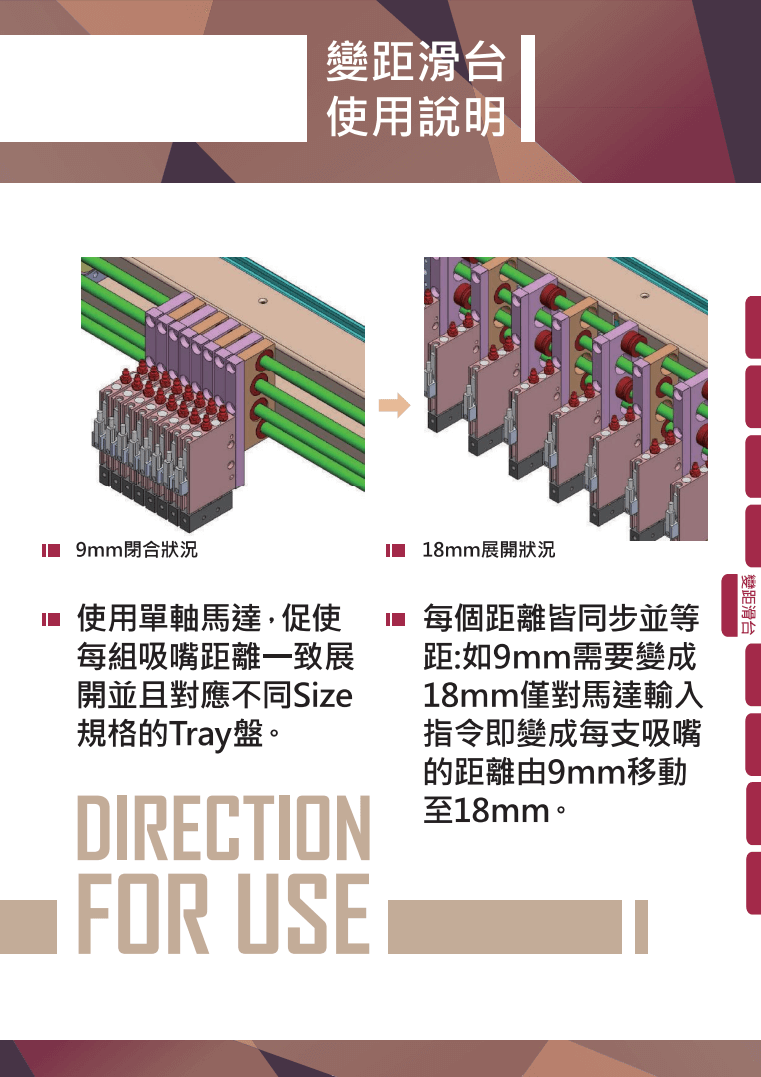 變距滑台
使用說明
9mm閉合狀況
18mm展開狀況
使用單軸馬達，促使
每組吸嘴距離一致展
開並且對應不同Size
規格的Tray盤。
每個距離皆同步並等
距:如9mm需要變成
18mm僅對馬達輸入
指令即變成每支吸嘴
的距離由9mm移動
至18mm。
變距滑台
DIRECTION
FOR USE